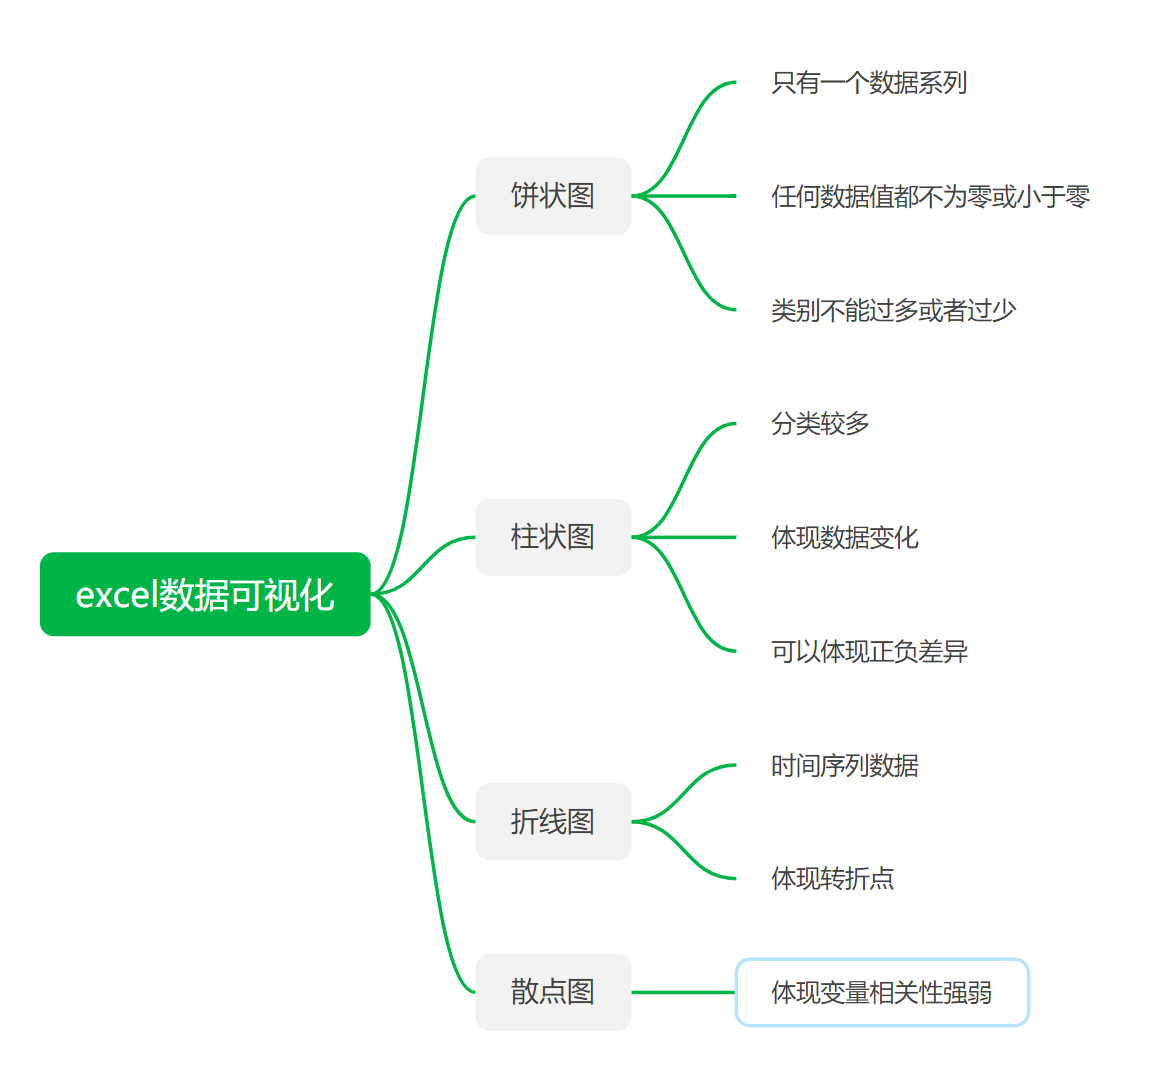 excel数据可视化
饼状图
只有一个数据系列
任何数据值都不为零或小于零
类别不能过多或者过少
柱状图
分类较多
体现数据变化
可以体现正负差异
折线图
时间序列数据
体现转折点
散点图
体现变量相关性强弱